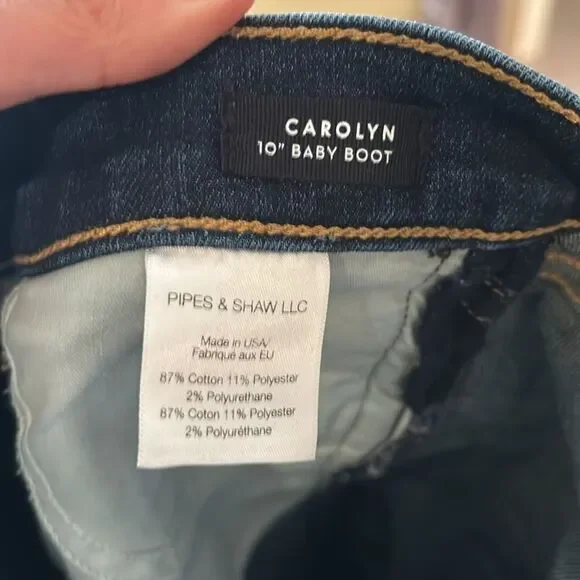 CAROLYN
10" BABY BOOT
PIPES & SHAW LLC
Made in USA/
Fabriqué aux EU
87% Cotton 11% Polyester
2% Polyurethane
87% Coton 11% Polyester
2% Polyuréthane